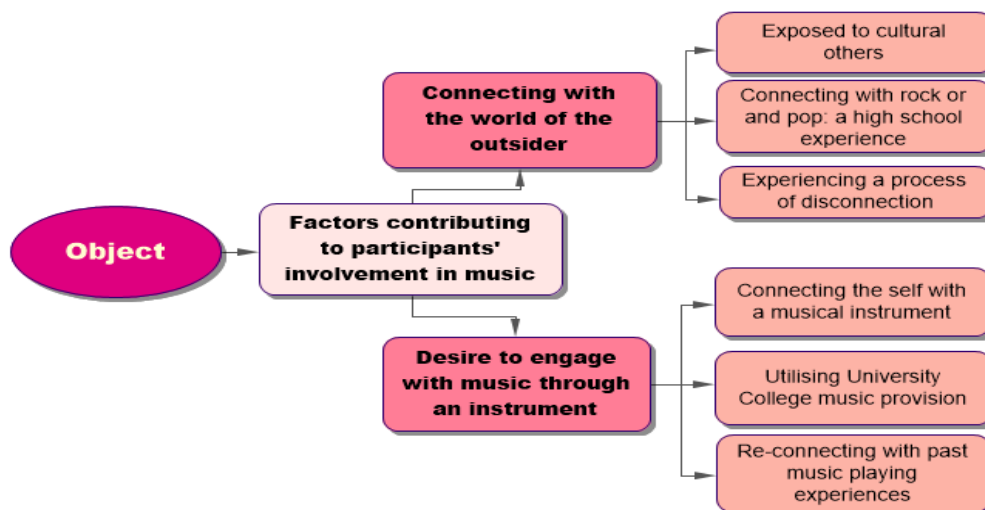 Object
Factors contributing
to participants'
involvement in music
Connecting with
the world of the
outsider
Exposed to cultural
others
Connecting with rock or
and pop: a high school
experience
Experiencing a process
of disconnection
Desire to engage
with music through
an instrument
Connecting the self with
a musical instrument
Utilising University
College music provision
Re-connecting with past
music playing
experiences